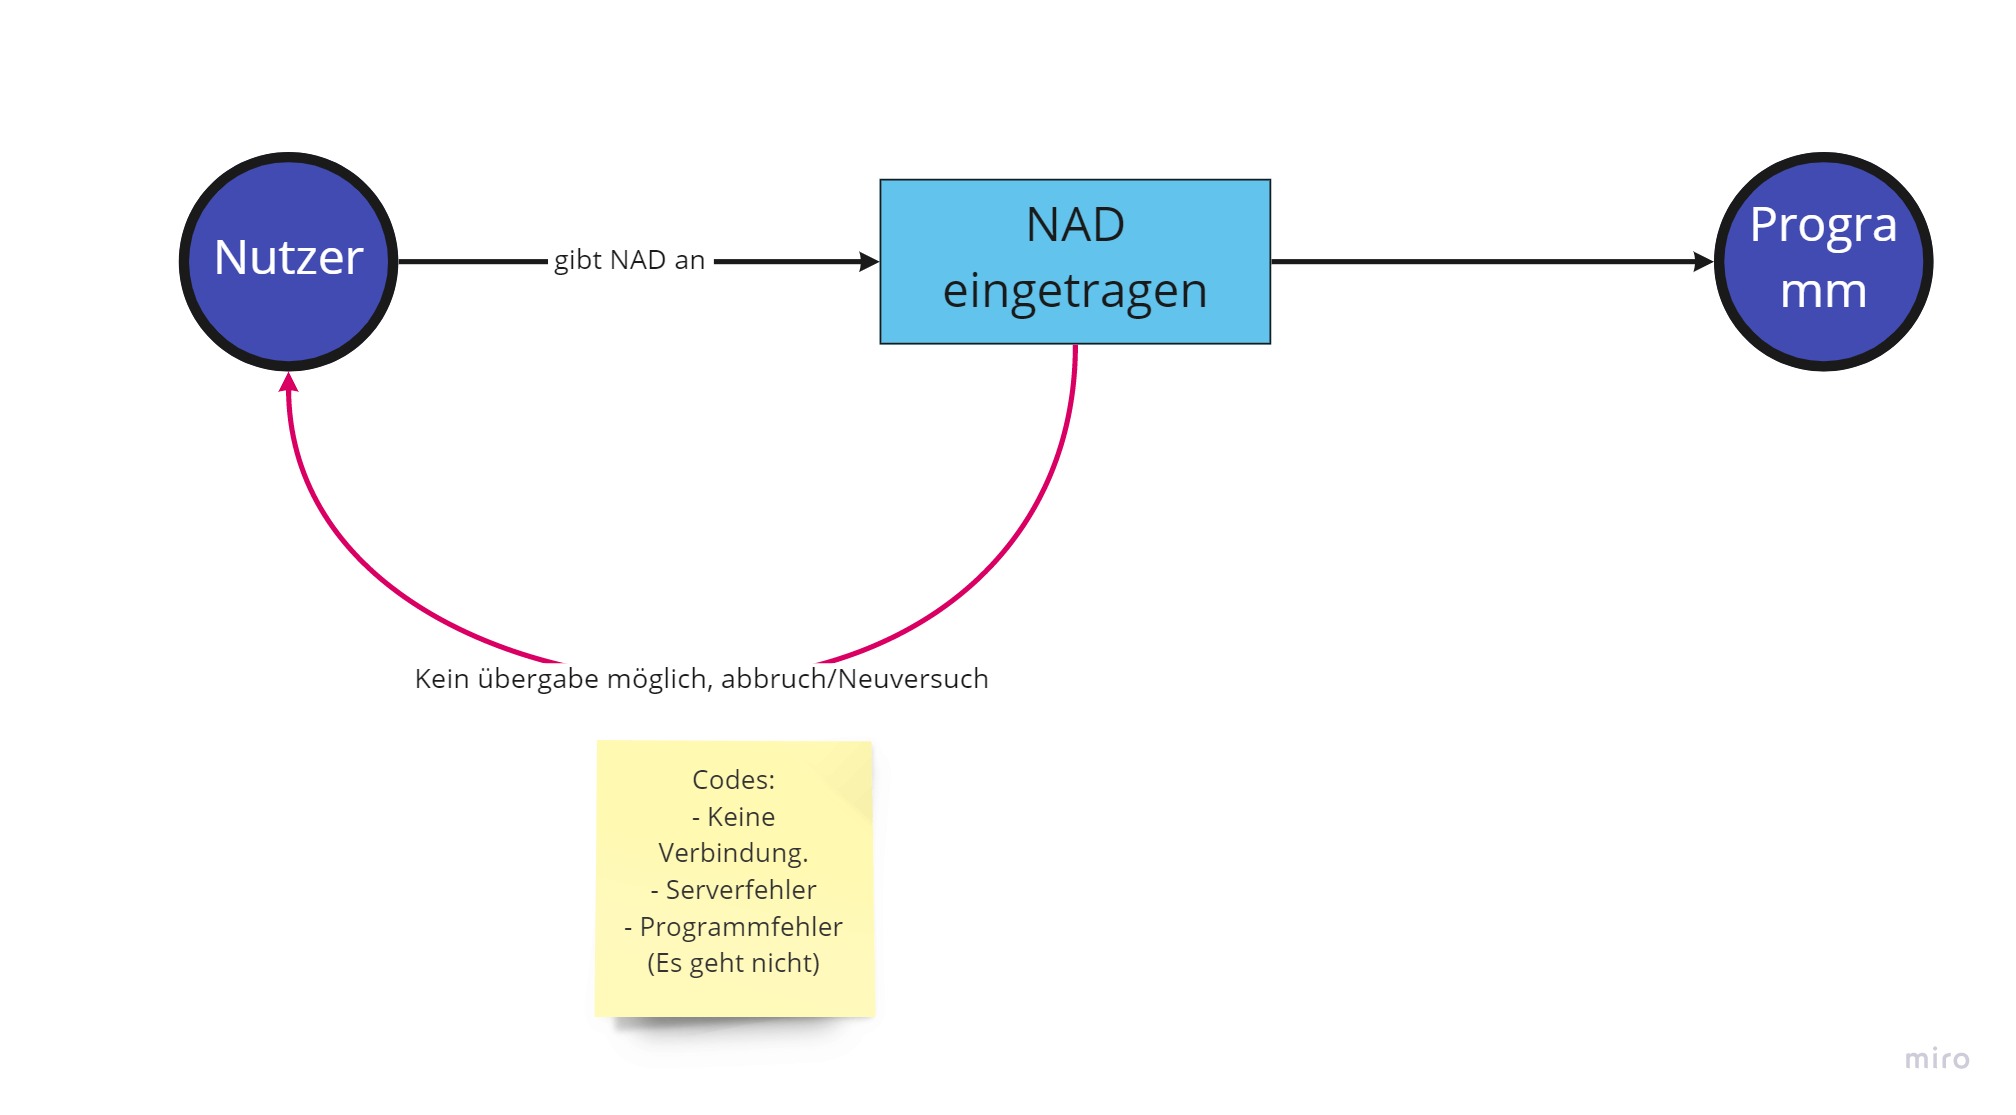 Nutzer
gibt NAD an
NAD
eingetragen
Progra
mm
Kein übergabe möglich, abbruch/Neuversuch
Codes:
- Keine
Verbindung.
- Serverfehler
- Programmfehler
(Es geht nicht)
miro